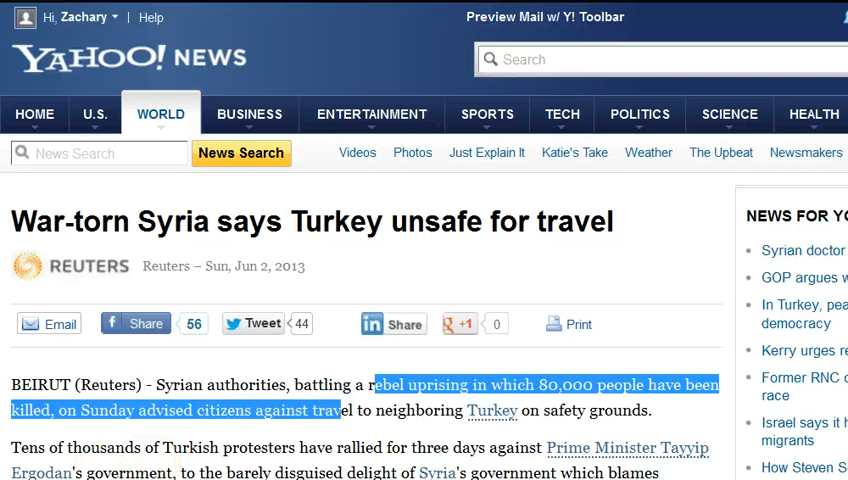 Hi, Zachary | Help
Preview Mail w/ Y! Toolbar
YAHOO! NEWS
Search
HOME U.S. WORLD BUSINESS ENTERTAINMENT SPORTS TECH POLITICS SCIENCE HEALTH
News Search News Search Videos Photos Just Explain It Katie's Take Weather The Upbeat Newsmakers
War-torn Syria says Turkey unsafe for travel
REUTERS Reuters – Sun, Jun 2, 2013
Email f Share 56 Tweet 44 in Share g +1 0 Print
BEIRUT (Reuters) - Syrian authorities, battling a rebel uprising in which 80,000 people have been
killed, on Sunday advised citizens against travel to neighboring Turkey on safety grounds.
Tens of thousands of Turkish protesters have rallied for three days against Prime Minister Tayyip
Ergodan's government, to the barely disguised delight of Syria's government which blames
NEWS FOR YO
Syrian doctor
GOP argues w
In Turkey, pea
democracy
Kerry urges re
Former RNC c
race
Israel says it h
migrants
How Steven S